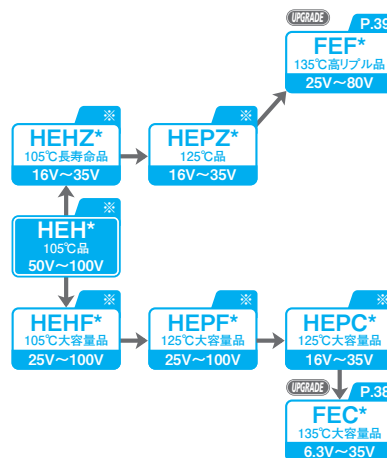 UPGRADE P.39
FEF*
135℃高リプル品
25V〜80V
※
HEHZ*
105℃長寿命品
16V〜35V
※
HEPZ*
125℃品
16V〜35V
※
HEH*
105℃品
50V〜100V
※
HEHF*
105℃大容量品
25V〜100V
※
HEPF*
125℃大容量品
25V〜100V
※
HEPC*
125℃大容量品
16V〜35V
UPGRADE P.38
FEC*
135℃大容量品
6.3V〜35V